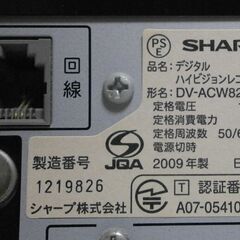 回線
PS
E
SHAR
品名:デジタル
ハイビジョンレコ
形名:DV-ACW82
定格電圧
定格消費電力
定格周波数 50/6
電源切時
JQA
2009年製
製造番号
1219826
シャープ株式会社
T 認証番号
A07-05410